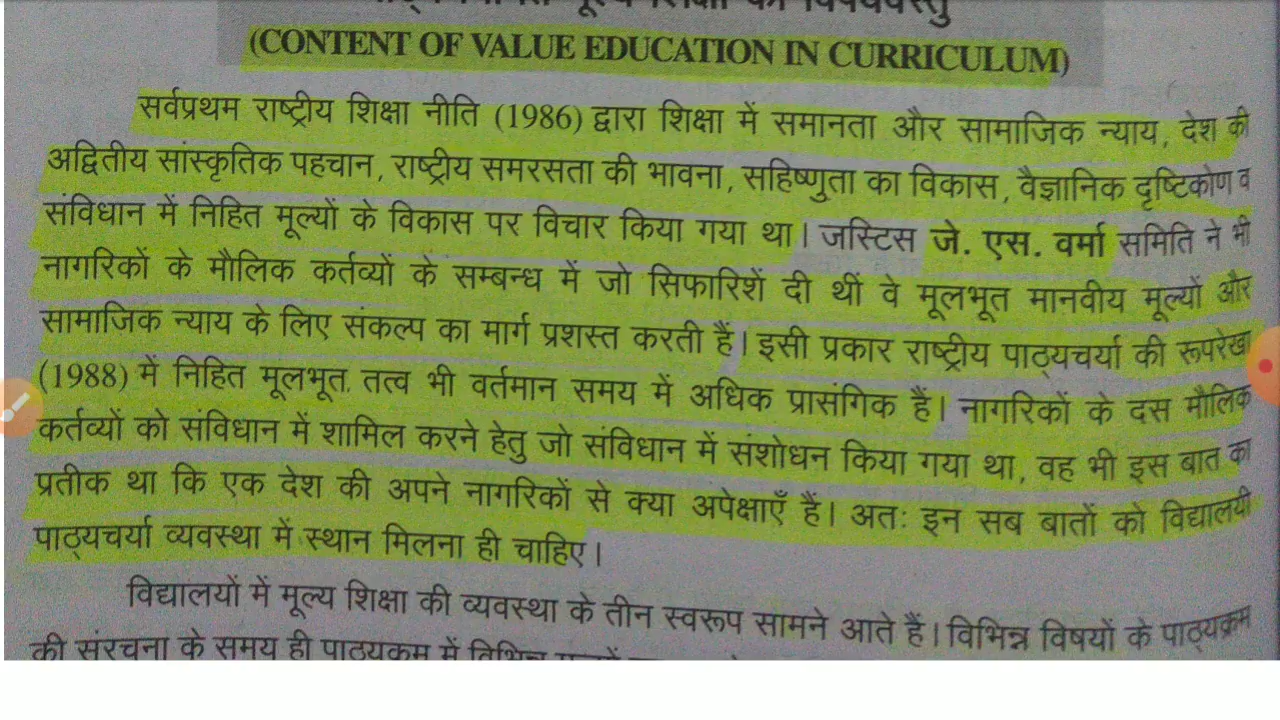 (CONTENT OF VALUE EDUCATION IN CURRICULUM)
सर्वप्रथम राष्ट्रीय शिक्षा नीति (1986) द्वारा शिक्षा में समानता और सामाजिक न्याय, देश की
अद्वितीय सांस्कृतिक पहचान, राष्ट्रीय समरसता की भावना, सहिष्णुता का विकास, वैज्ञानिक दृष्टिकोण व
संविधान में निहित मूल्यों के विकास पर विचार किया गया था। जस्टिस जे. एस. वर्मा समिति ने भी
नागरिकों के मौलिक कर्तव्यों के सम्बन्ध में जो सिफारिशें दी थीं वे मूलभूत मानवीय मूल्यों और
सामाजिक न्याय के लिए संकल्प का मार्ग प्रशस्त करती हैं। इसी प्रकार राष्ट्रीय पाठ्यचर्या की रूपरेखा
(1988) में निहित मूलभूत तत्व भी वर्तमान समय में अधिक प्रासंगिक हैं। नागरिकों के दस मौलिक
कर्तव्यों को संविधान में शामिल करने हेतु जो संविधान में संशोधन किया गया था, वह भी इस बात का
प्रतीक था कि एक देश की अपने नागरिकों से क्या अपेक्षाएँ हैं। अतः इन सब बातों को विद्यालयी
पाठ्यचर्या व्यवस्था में स्थान मिलना ही चाहिए।
विद्यालयों में मूल्य शिक्षा की व्यवस्था के तीन स्वरूप सामने आते हैं। विभिन्न विषयों के पाठ्यक्रम
की संरचना के समय ही पाठ्यक्रम में विभिन्न